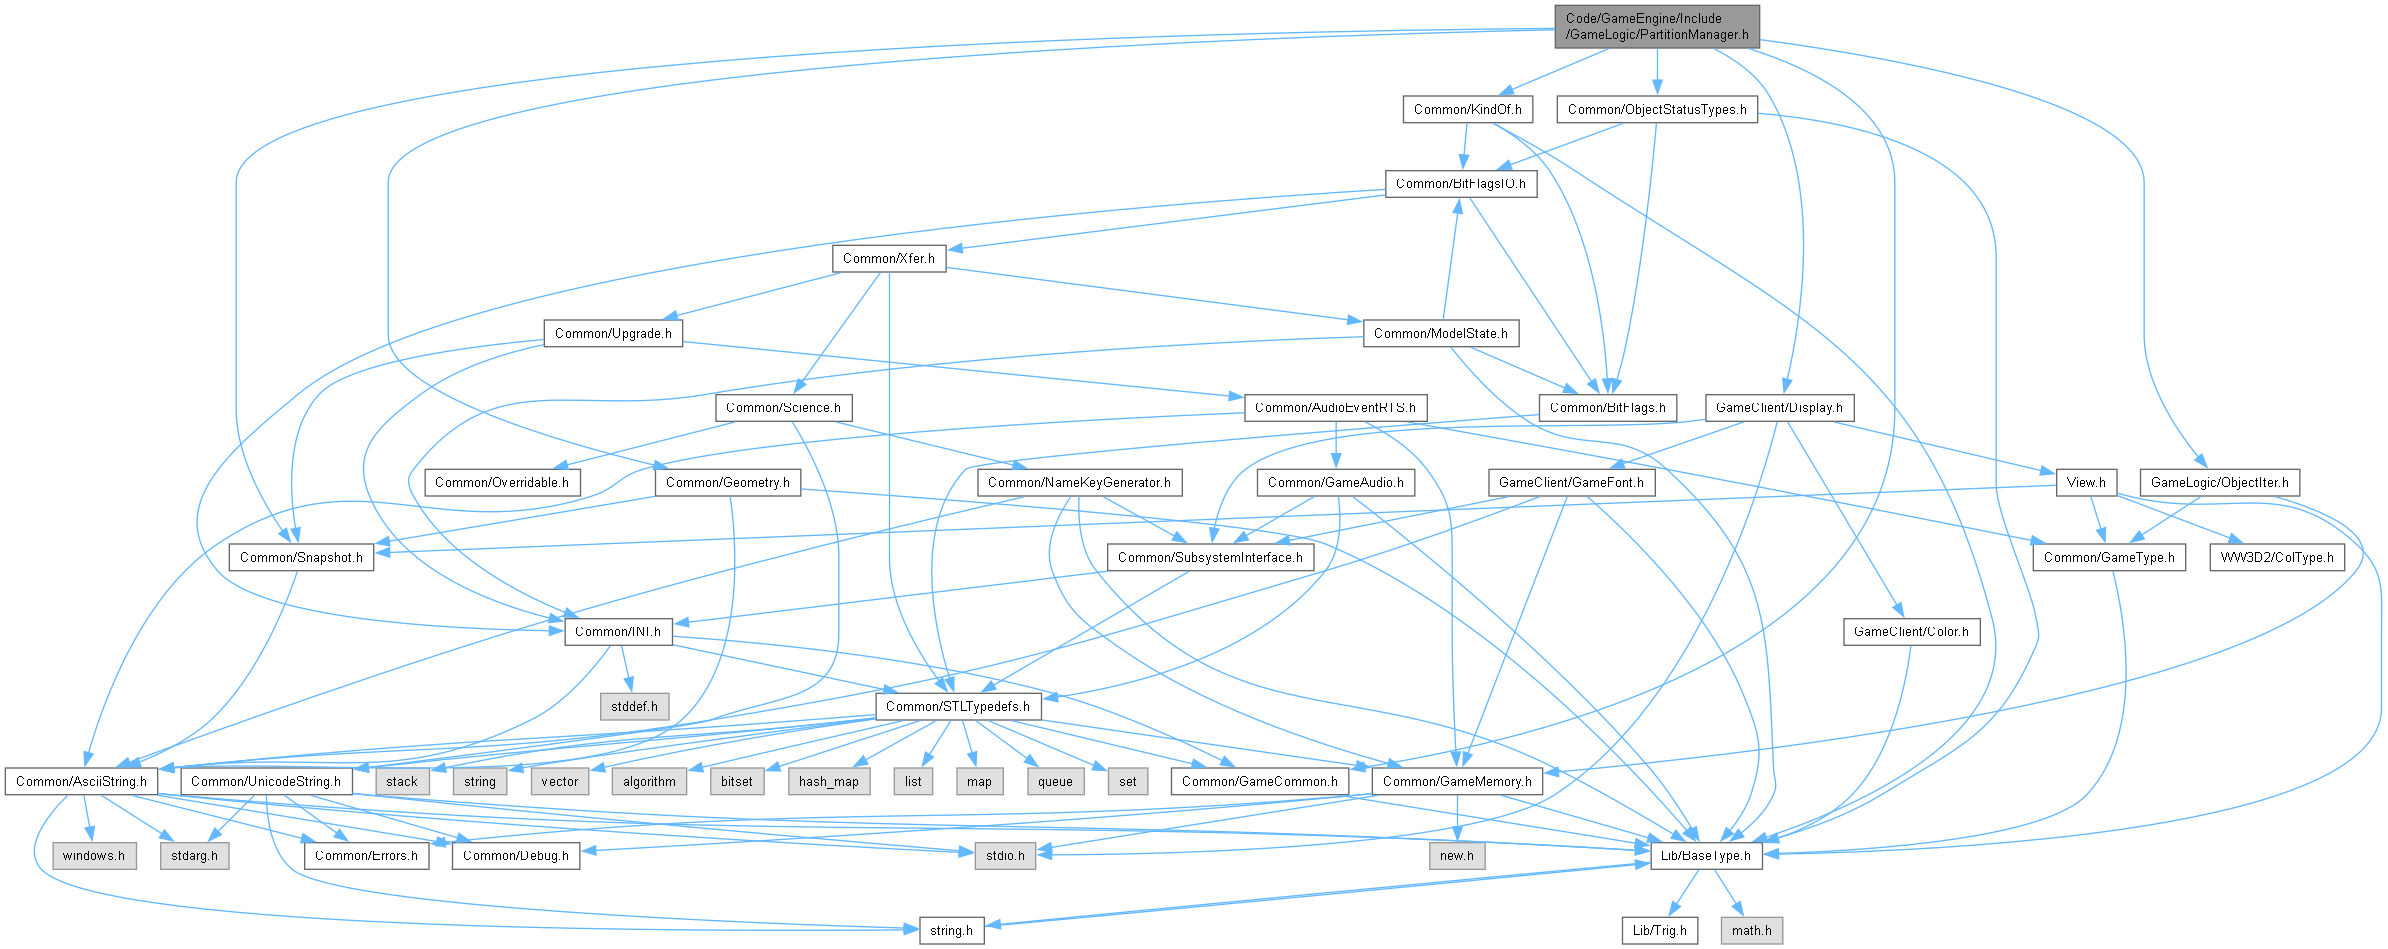 Code/GameEngine/Include
/GameLogic/PartitionManager.h
Common/KindOf.h
Common/ObjectStatusTypes.h
Common/BitFlagsIO.h
Common/Xfer.h
Common/Upgrade.h
Common/ModelState.h
Common/Science.h
Common/AudioEventRTS.h
Common/BitFlags.h
GameClient/Display.h
Common/Overridable.h
Common/Geometry.h
Common/NameKeyGenerator.h
Common/GameAudio.h
GameClient/GameFont.h
View.h
GameLogic/ObjectIter.h
Common/Snapshot.h
Common/SubsystemInterface.h
Common/GameType.h
WW3D2/ColType.h
Common/INI.h
GameClient/Color.h
stddef.h
Common/STLTypedefs.h
Common/AsciiString.h
Common/UnicodeString.h
stack
string
vector
algorithm
bitset
hash_map
list
map
queue
set
Common/GameCommon.h
Common/GameMemory.h
windows.h
stdarg.h
Common/Errors.h
Common/Debug.h
stdio.h
new.h
Lib/BaseType.h
string.h
Lib/Trig.h
math.h